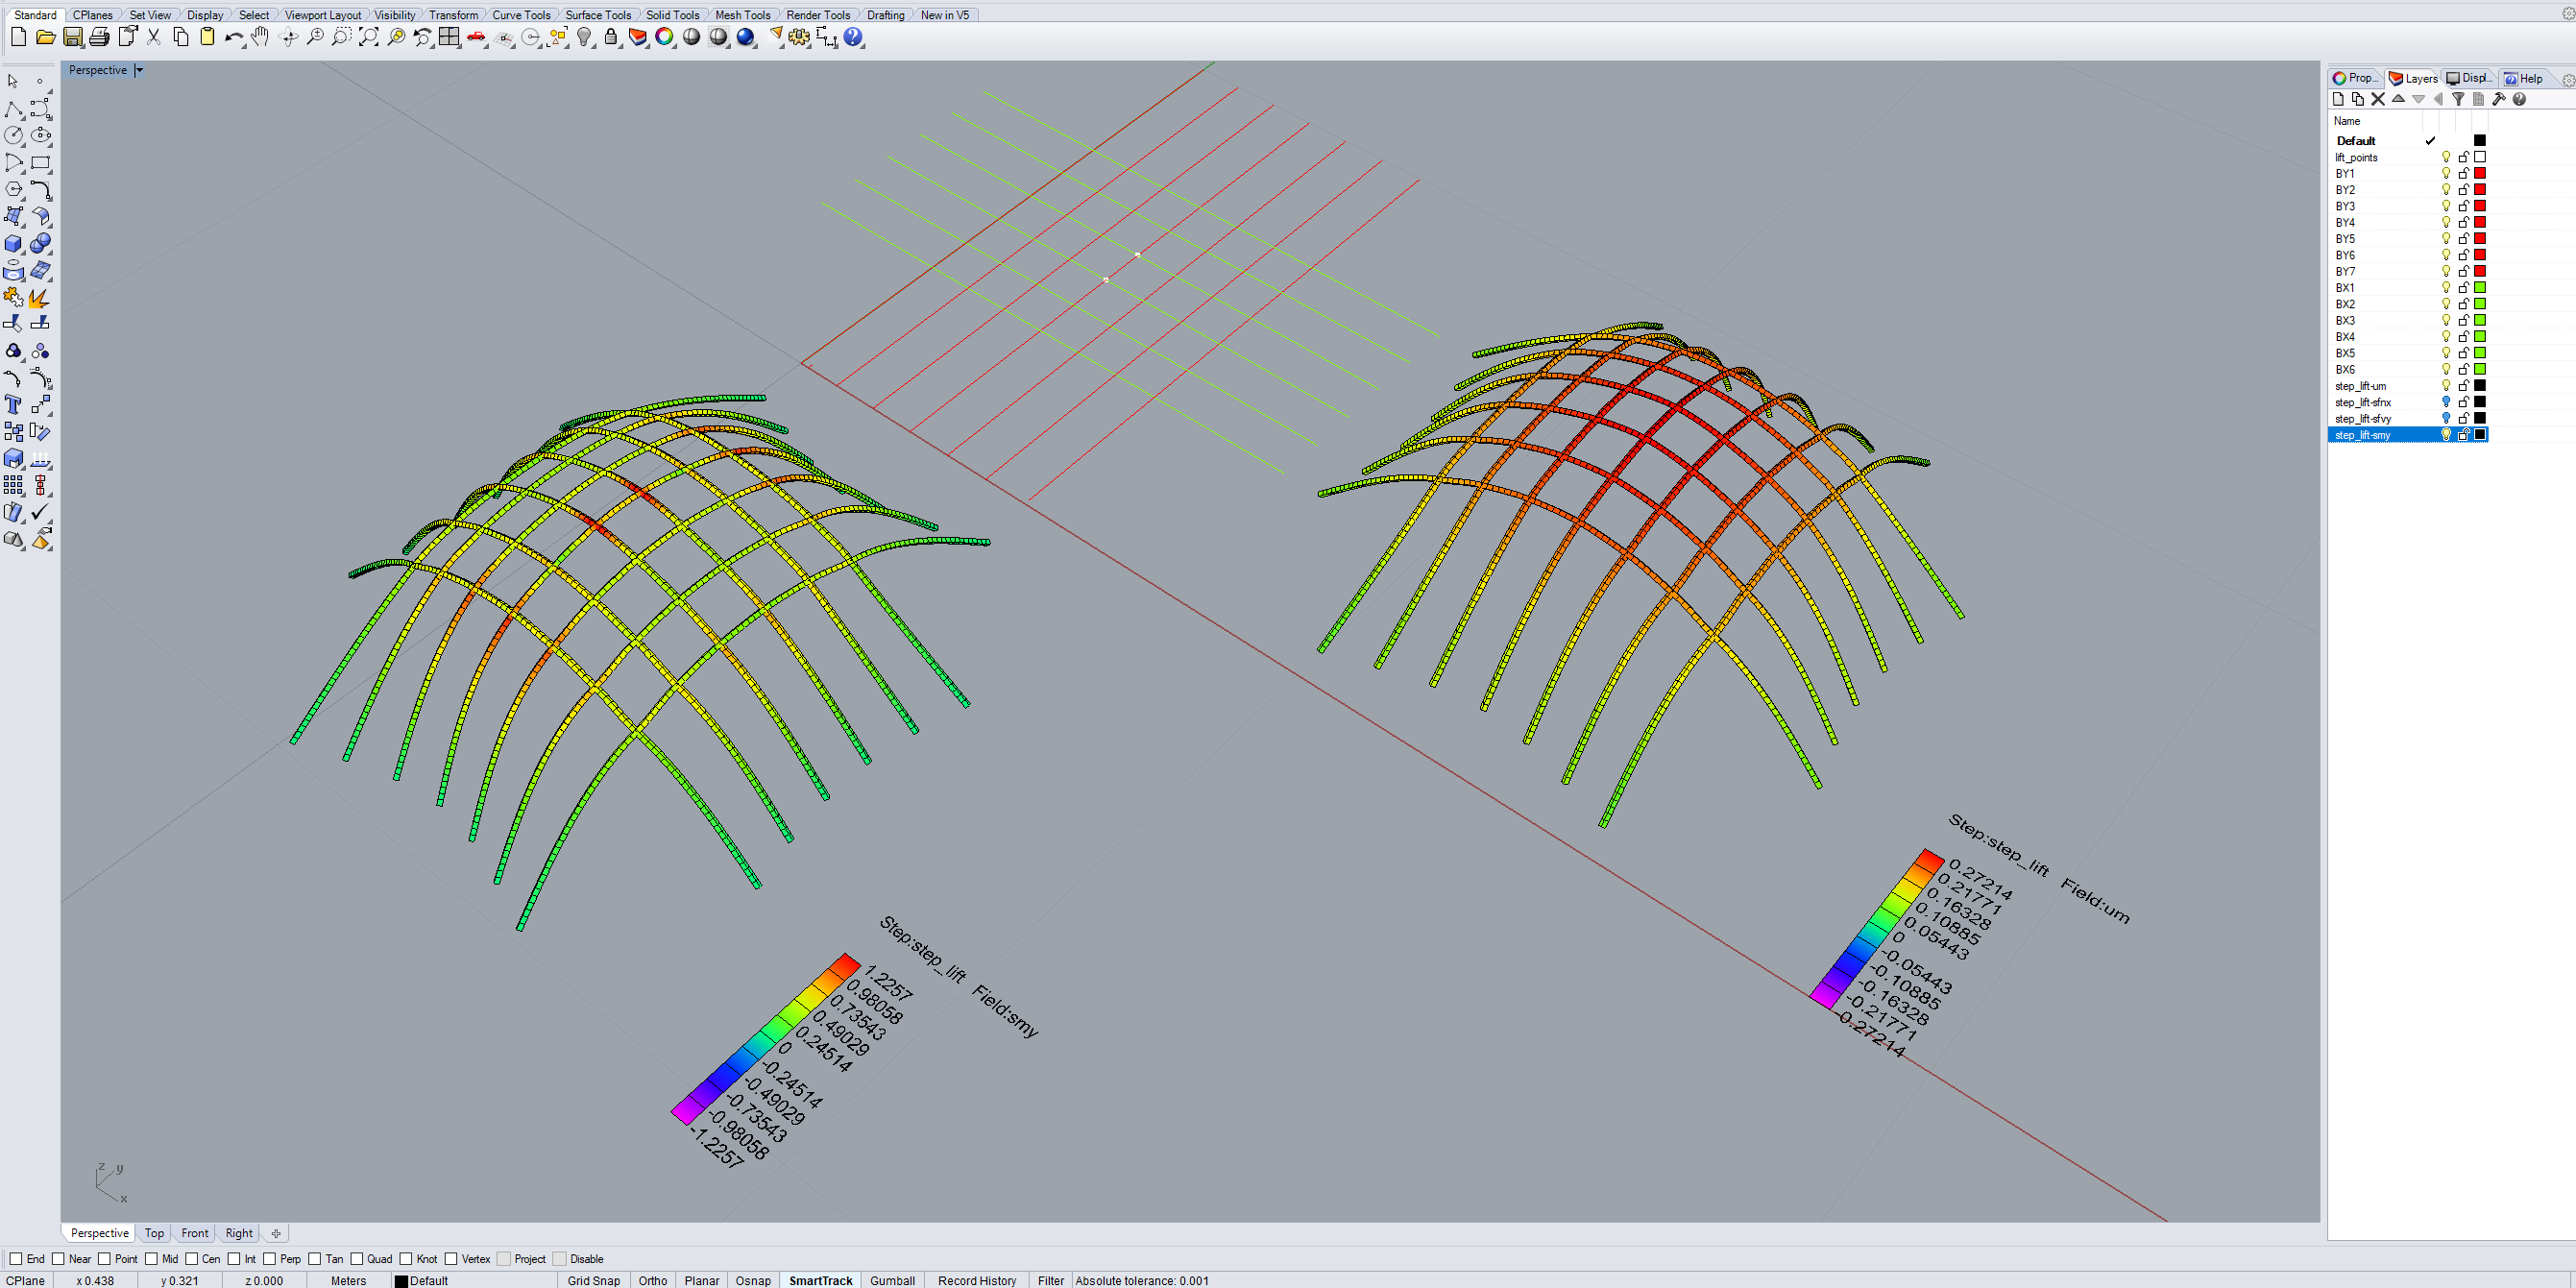 Standard CPlanes Set View Display Select Viewport Layout Visibility Transform Curve Tools Surface Tools Solid Tools Mesh Tools Render Tools Drafting New in V5
Perspective
Prop... Layers Displ... Help
Name
Default
lift_points
BY1
BY2
BY3
BY4
BY5
BY6
BY7
BX1
BX2
BX3
BX4
BX5
BX6
step_lift-um
step_lift-sfnx
step_lift-sfvy
step_lift-smy
Step:step_lift Field:um
0.27214
0.21771
0.16328
0.10885
0.05443
0
-0.05443
-0.10885
-0.16328
-0.21771
-0.27214
Step:step_lift Field:smy
1.2257
0.98058
0.73543
0.49029
0.24514
0
-0.24514
-0.49029
-0.73543
-0.98058
-1.2257
z y
x
Perspective Top Front Right
End Near Point Mid Cen Int Perp Tan Quad Knot Vertex Project Disable
CPlane x 0.438 y 0.321 z 0.000 Meters Default Grid Snap Ortho Planar Osnap SmartTrack Gumball Record History Filter Absolute tolerance: 0.001